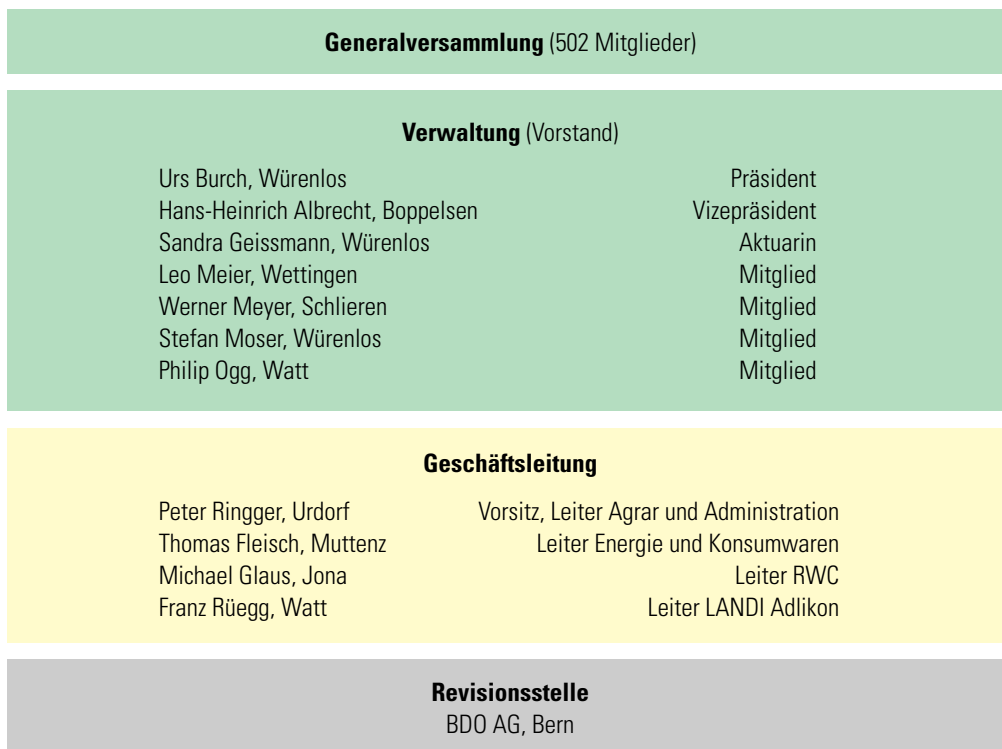 Generalversammlung (502 Mitglieder)
Verwaltung (Vorstand)
Urs Burch, Würenlos Präsident
Hans-Heinrich Albrecht, Boppelsen Vizepräsident
Sandra Geissmann, Würenlos Aktuarin
Leo Meier, Wettingen Mitglied
Werner Meyer, Schlieren Mitglied
Stefan Moser, Würenlos Mitglied
Philip Ogg, Watt Mitglied
Geschäftsleitung
Peter Ringger, Urdorf Vorsitz, Leiter Agrar und Administration
Thomas Fleisch, Muttenz Leiter Energie und Konsumwaren
Michael Glaus, Jona Leiter RWC
Franz Rüegg, Watt Leiter LANDI Adlikon
Revisionsstelle
BDO AG, Bern